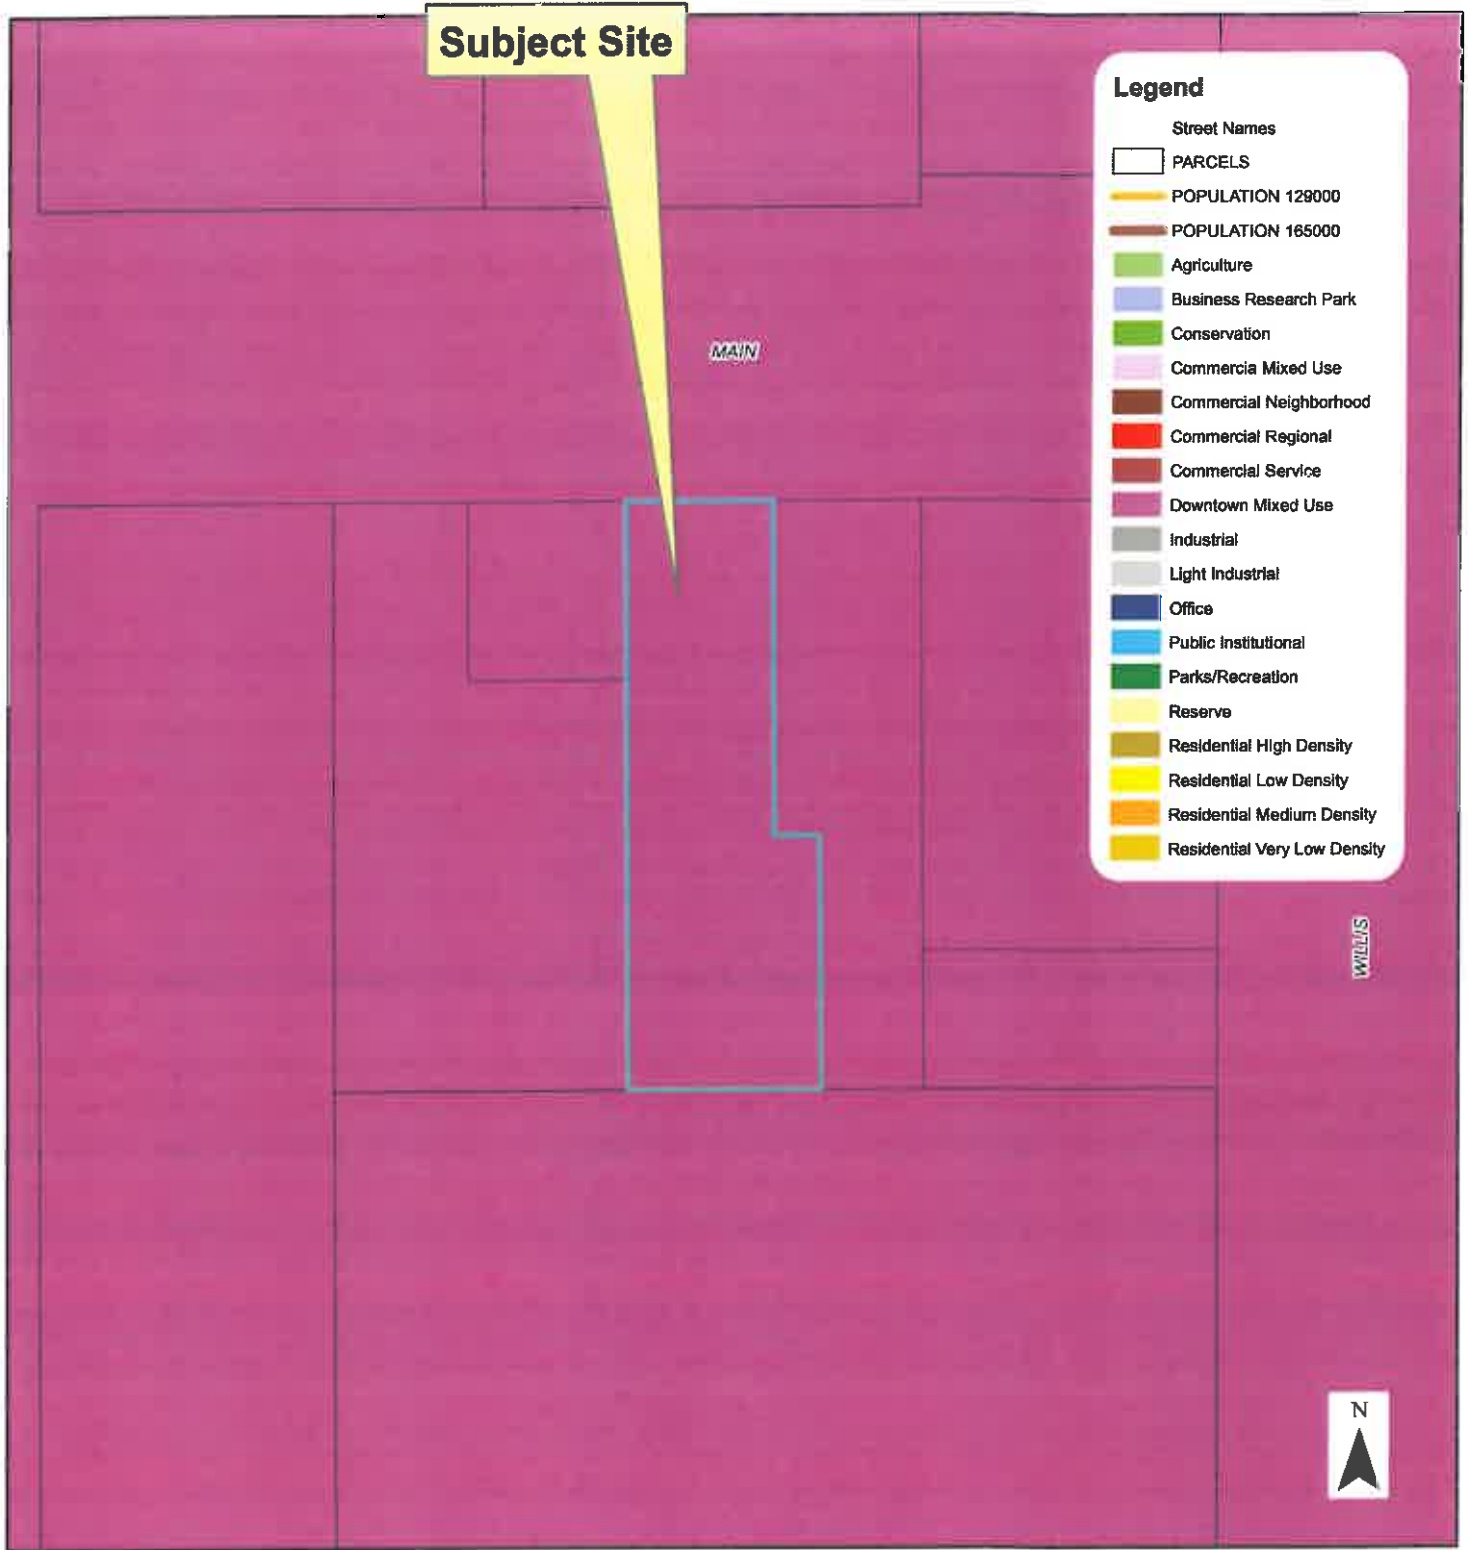 Subject Site
Legend
Street Names
PARCELS
POPULATION 129000
POPULATION 165000
Agriculture
Business Research Park
Conservation
Commercia Mixed Use
Commercial Neighborhood
Commercial Regional
Commercial Service
Downtown Mixed Use
Industrial
Light Industrial
Office
Public Institutional
Parks/Recreation
Reserve
Residential High Density
Residential Low Density
Residential Medium Density
Residential Very Low Density
MAIN
WILLIS
N